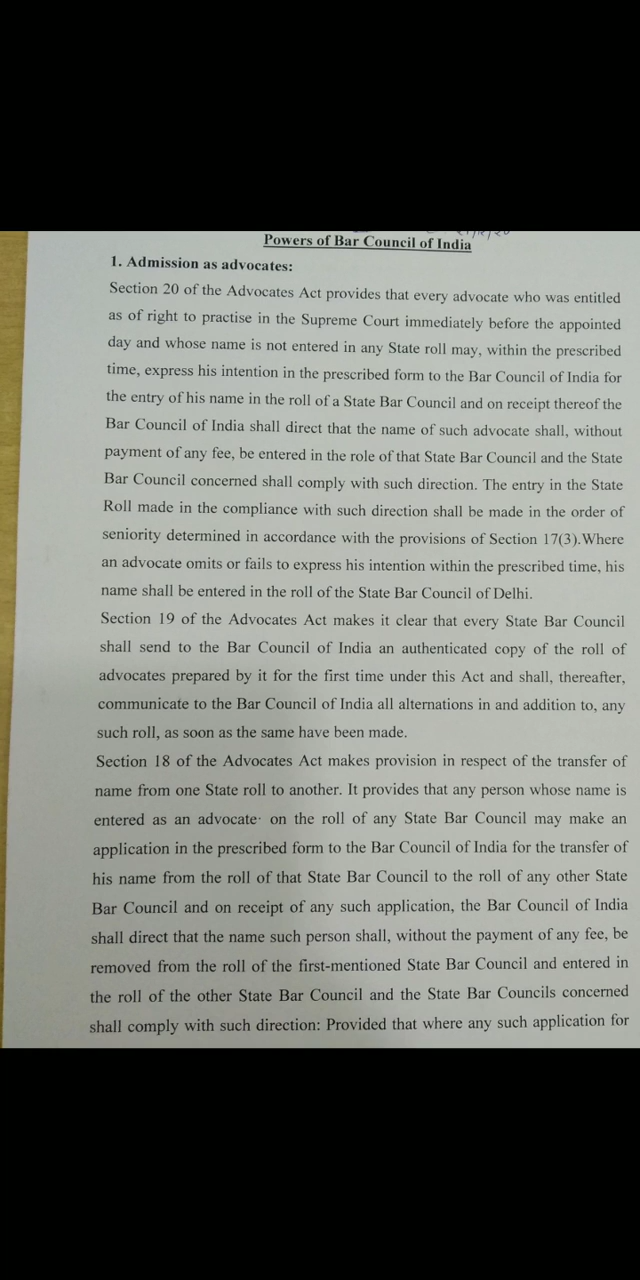 Powers of Bar Council of India
1. Admission as advocates:
Section 20 of the Advocates Act provides that every advocate who was entitled
as of right to practise in the Supreme Court immediately before the appointed
day and whose name is not entered in any State roll may, within the prescribed
time, express his intention in the prescribed form to the Bar Council of India for
the entry of his name in the roll of a State Bar Council and on receipt thereof the
Bar Council of India shall direct that the name of such advocate shall, without
payment of any fee, be entered in the role of that State Bar Council and the State
Bar Council concerned shall comply with such direction. The entry in the State
Roll made in the compliance with such direction shall be made in the order of
seniority determined in accordance with the provisions of Section 17(3).Where
an advocate omits or fails to express his intention within the prescribed time, his
name shall be entered in the roll of the State Bar Council of Delhi.
Section 19 of the Advocates Act makes it clear that every State Bar Council
shall send to the Bar Council of India an authenticated copy of the roll of
advocates prepared by it for the first time under this Act and shall, thereafter,
communicate to the Bar Council of India all alternations in and addition to, any
such roll, as soon as the same have been made.
Section 18 of the Advocates Act makes provision in respect of the transfer of
name from one State roll to another. It provides that any person whose name is
entered as an advocate on the roll of any State Bar Council may make an
application in the prescribed form to the Bar Council of India for the transfer of
his name from the roll of that State Bar Council to the roll of any other State
Bar Council and on receipt of any such application, the Bar Council of India
shall direct that the name such person shall, without the payment of any fee, be
removed from the roll of the first-mentioned State Bar Council and entered in
the roll of the other State Bar Council and the State Bar Councils concerned
shall comply with such direction: Provided that where any such application for